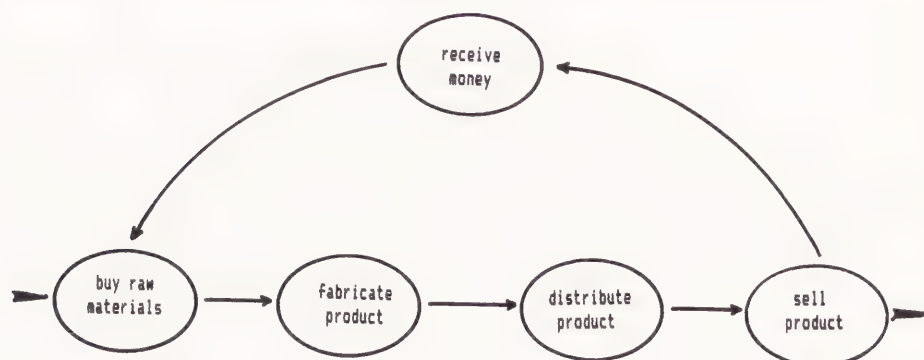 receive
money
buy raw
materials
fabricate
product
distribute
product
sell
product